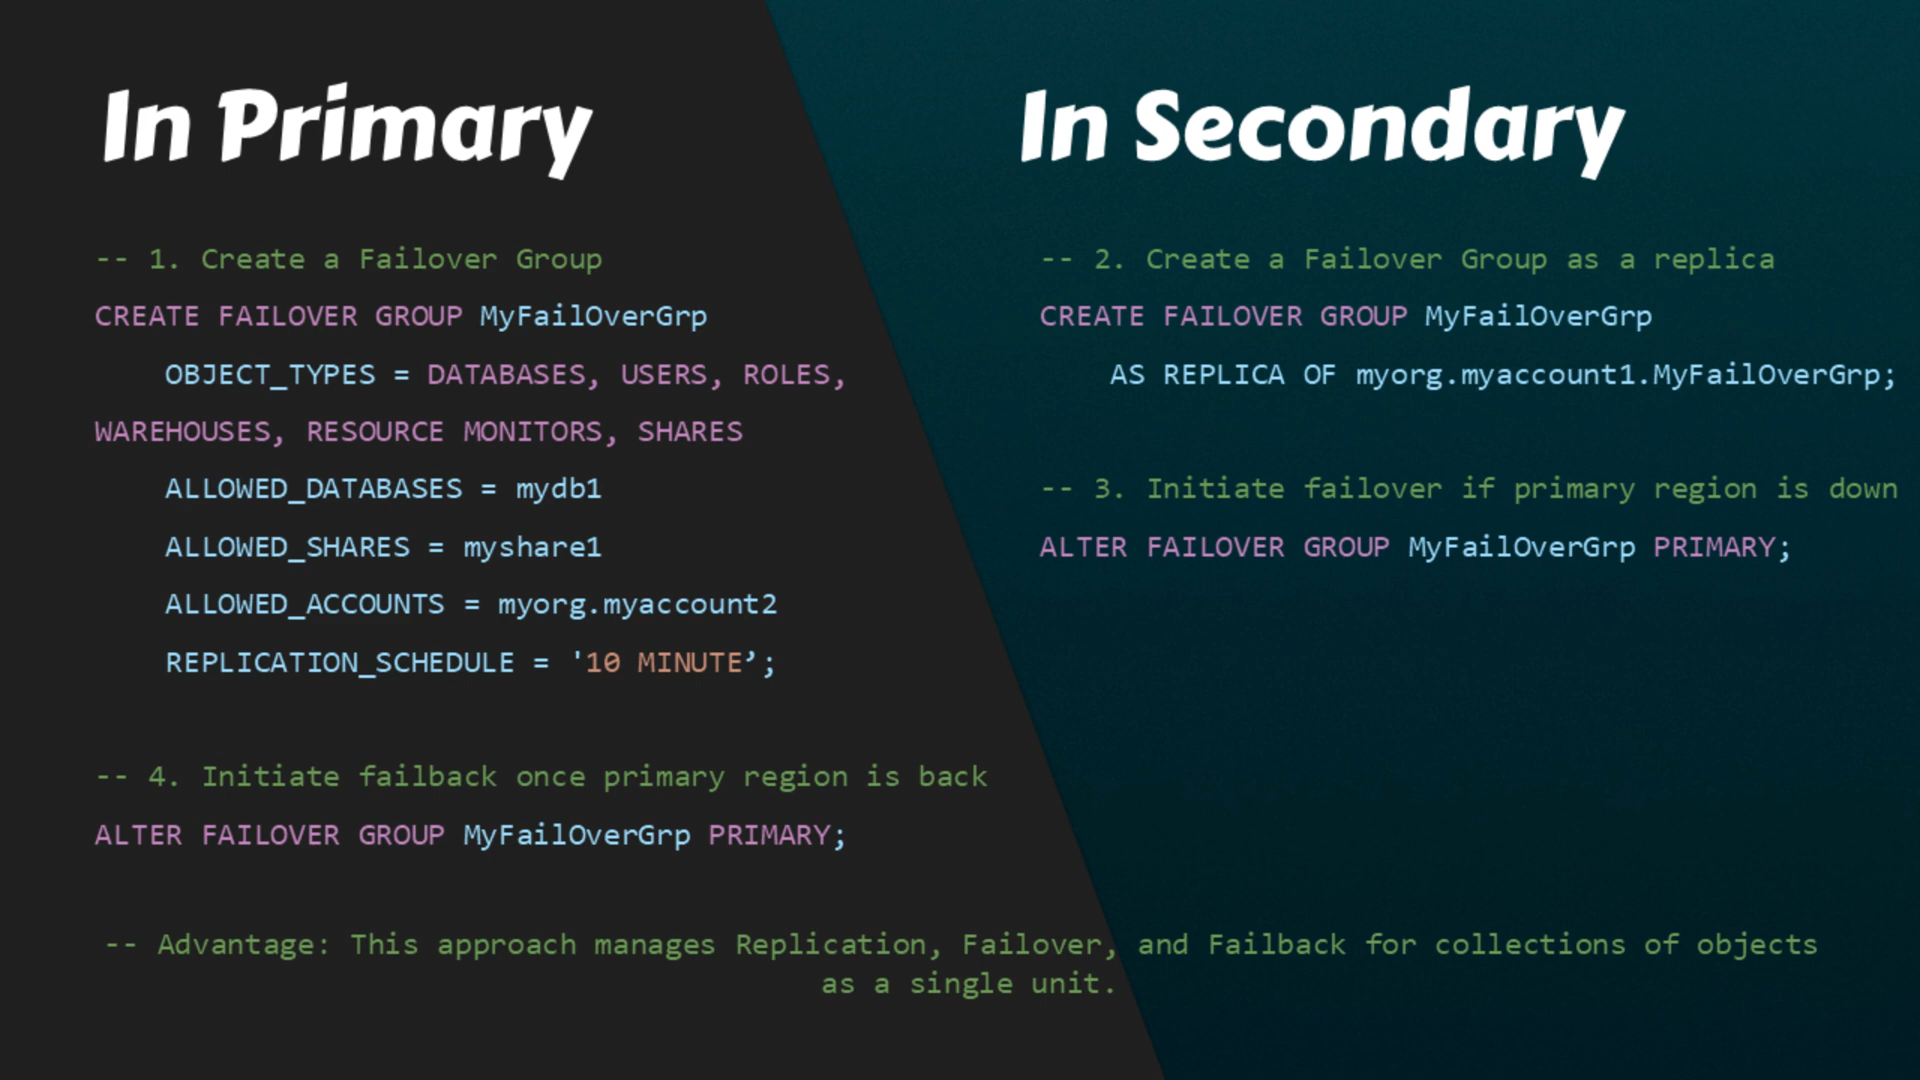 In Primary
-- 1. Create a Failover Group
CREATE FAILOVER GROUP MyFailOverGrp
OBJECT_TYPES = DATABASES, USERS, ROLES,
WAREHOUSES, RESOURCE MONITORS, SHARES
ALLOWED_DATABASES = mydb1
ALLOWED_SHARES = myshare1
ALLOWED_ACCOUNTS = myorg.myaccount2
REPLICATION_SCHEDULE = '10 MINUTE’;
-- 4. Initiate failback once primary region is back
ALTER FAILOVER GROUP MyFailOverGrp PRIMARY;
In Secondary
-- 2. Create a Failover Group as a replica
CREATE FAILOVER GROUP MyFailOverGrp
AS REPLICA OF myorg.myaccount1.MyFailOverGrp;
-- 3. Initiate failover if primary region is down
ALTER FAILOVER GROUP MyFailOverGrp PRIMARY;
-- Advantage: This approach manages Replication, Failover, and Failback for collections of objects
as a single unit.